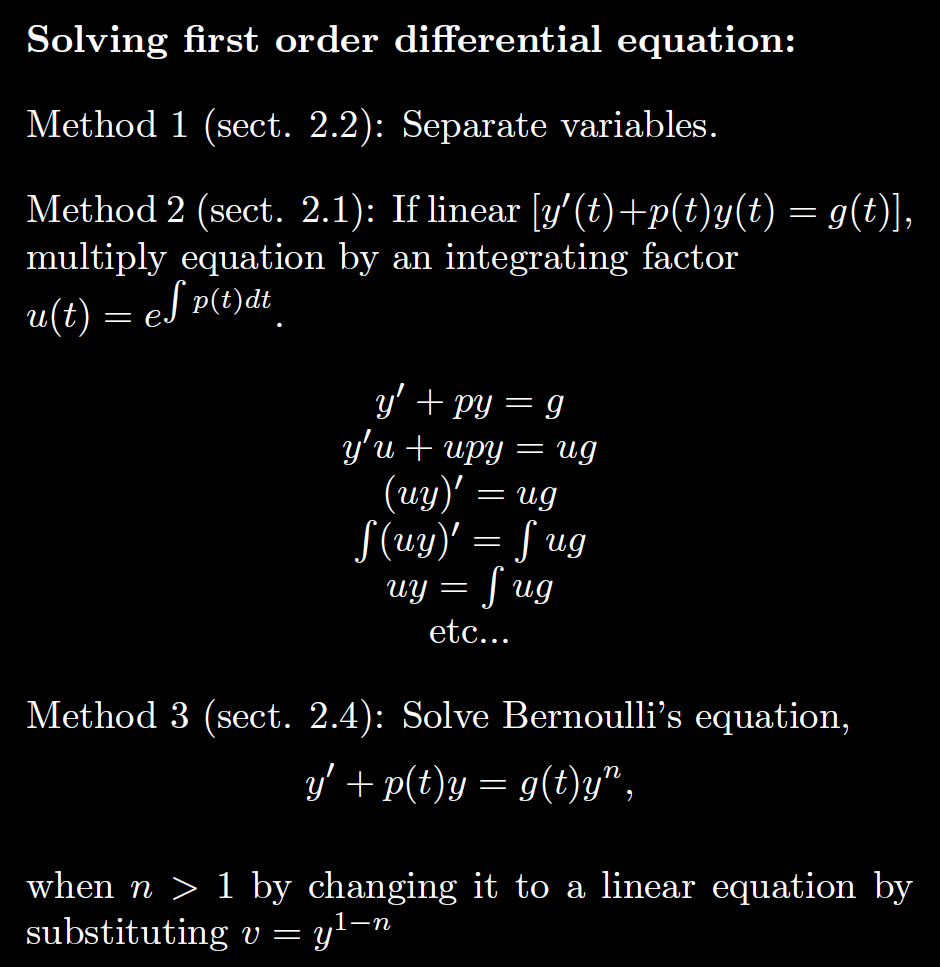 Solving first order differential equation:
Method 1 (sect. 2.2): Separate variables.
Method 2 (sect. 2.1): If linear [y′(t)+p(t)y(t) = g(t)],
multiply equation by an integrating factor
u(t) = e^{∫ p(t)dt}.
y′ + py = g
y′u + upy = ug
(uy)′ = ug
∫(uy)′ = ∫ ug
uy = ∫ ug
etc...
Method 3 (sect. 2.4): Solve Bernoulli's equation,
y′ + p(t)y = g(t)yⁿ,
when n > 1 by changing it to a linear equation by
substituting v = y^{1−n}